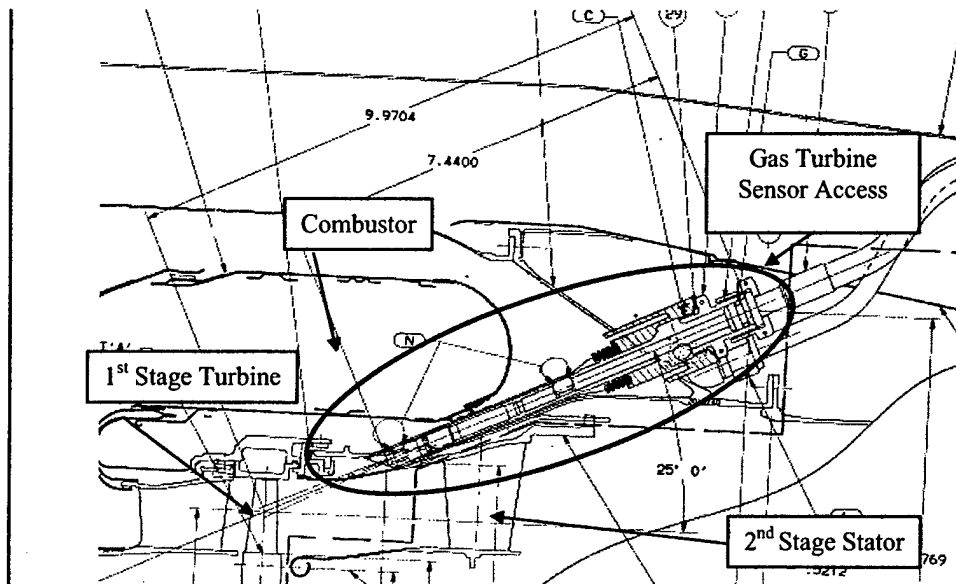 C
29
G
9.9704
7.4400
Gas Turbine
Sensor Access
Combustor
N
1st Stage Turbine
25° 0'
2nd Stage Stator
769
.5212